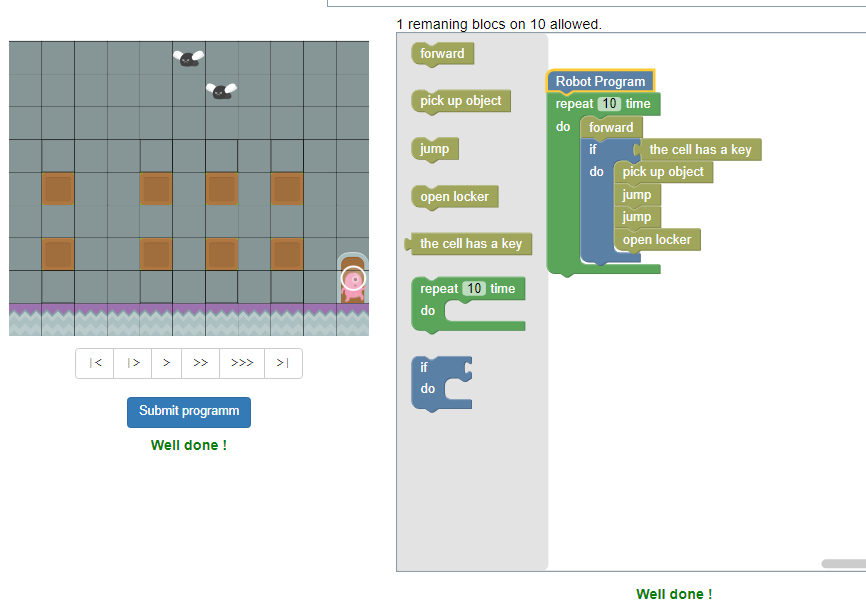 1 remaning blocs on 10 allowed.
forward
pick up object
jump
open locker
the cell has a key
repeat 10 time
do
if
do
Robot Program
repeat 10 time
do forward
if the cell has a key
do pick up object
jump
jump
open locker
|< |> > >> >>> >|
Submit programm
Well done !
Well done !